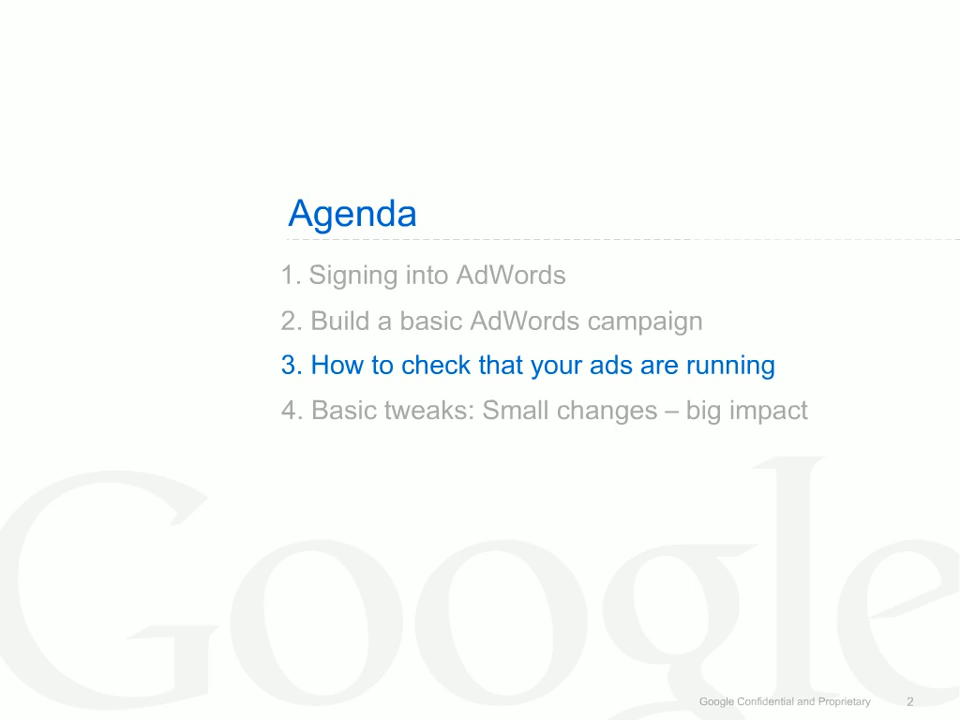 Agenda
1. Signing into AdWords
2. Build a basic AdWords campaign
3. How to check that your ads are running
4. Basic tweaks: Small changes – big impact
Google
Google Confidential and Proprietary 2